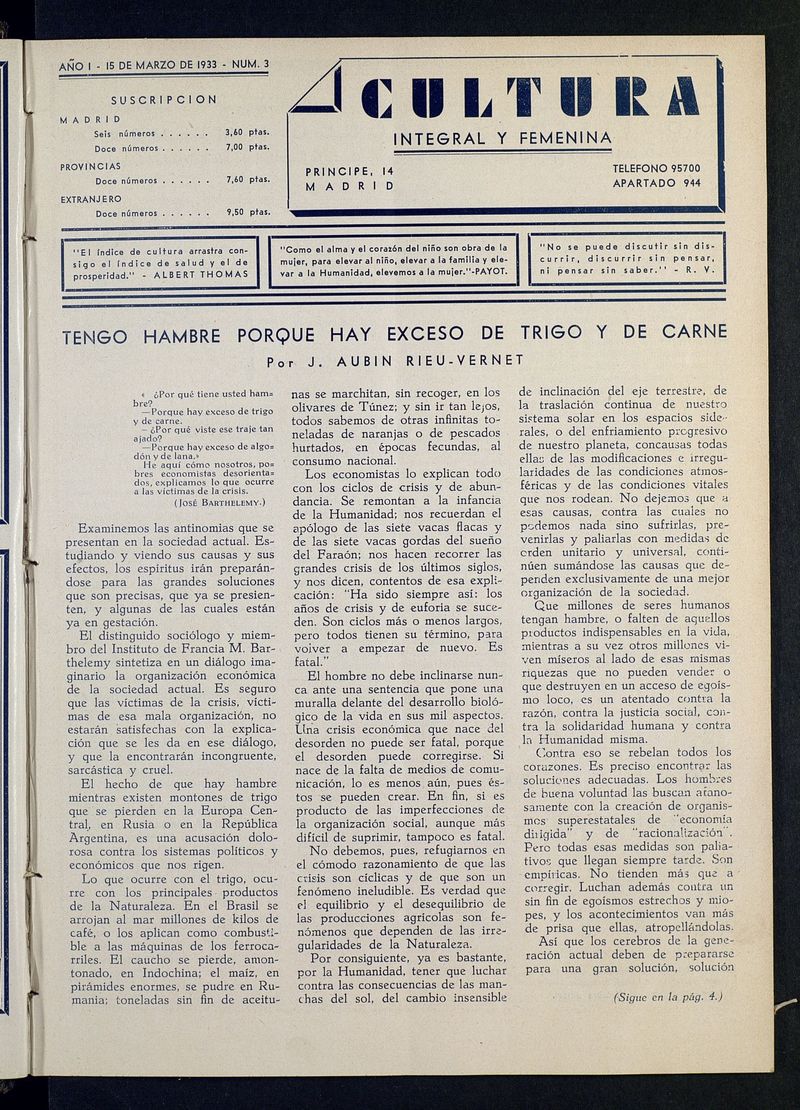 AÑO I - 15 DE MARZO DE 1933 - NUM. 3
SUSCRIPCION
MADRID
Seis números . . . . . . 3,60 ptas.
Doce números . . . . . . 7,00 ptas.
PROVINCIAS
Doce números . . . . . . 7,60 ptas.
EXTRANJERO
Doce números . . . . . . 9,50 ptas.
CULTURA
INTEGRAL Y FEMENINA
PRINCIPE, 14
MADRID
TELEFONO 95700
APARTADO 944
"El índice de cultura arrastra con-
sigo el índice de salud y el de
prosperidad." - ALBERT THOMAS
"Como el alma y el corazón del niño son obra de la
mujer, para elevar al niño, elevar a la familia y ele-
var a la Humanidad, elevemos a la mujer."-PAYOT.
"No se puede discutir sin dis-
currir, discurrir sin pensar,
ni pensar sin saber." - R. V.
TENGO HAMBRE PORQUE HAY EXCESO DE TRIGO Y DE CARNE
Por J. AUBIN RIEU-VERNET
« ¿Por qué tiene usted ham=
bre?
—Porque hay exceso de trigo
y de carne.
– ¿Por qué viste ese traje tan
ajado?
—Porque hay exceso de algo=
dón y de lana.»
He aquí cómo nosotros, po=
bres economistas desorienta=
dos, explicamos lo que ocurre
a las víctimas de la crisis.
(JOSÉ BARTHELEMY.)
Examinemos las antinomias que se
presentan en la sociedad actual. Es-
tudiando y viendo sus causas y sus
efectos, los espíritus irán preparán-
dose para las grandes soluciones
que son precisas, que ya se presien-
ten, y algunas de las cuales están
ya en gestación.
El distinguido sociólogo y miem-
bro del Instituto de Francia M. Bar-
thelemy sintetiza en un diálogo ima-
ginario la organización económica
de la sociedad actual. Es seguro
que las víctimas de la crisis, vícti-
mas de esa mala organización, no
estarán satisfechas con la explica-
ción que se les da en ese diálogo,
y que la encontrarán incongruente,
sarcástica y cruel.
El hecho de que hay hambre
mientras existen montones de trigo
que se pierden en la Europa Cen-
tral, en Rusia o en la República
Argentina, es una acusación dolo-
rosa contra los sistemas políticos y
económicos que nos rigen.
Lo que ocurre con el trigo, ocu-
rre con los principales productos
de la Naturaleza. En el Brasil se
arrojan al mar millones de kilos de
café, o los aplican como combusti-
ble a las máquinas de los ferroca-
rriles. El caucho se pierde, amon-
tonado, en Indochina; el maíz, en
pirámides enormes, se pudre en Ru-
mania; toneladas sin fin de aceitu-
nas se marchitan, sin recoger, en los
olivares de Túnez; y sin ir tan lejos,
todos sabemos de otras infinitas to-
neladas de naranjas o de pescados
hurtados, en épocas fecundas, al
consumo nacional.
Los economistas lo explican todo
con los ciclos de crisis y de abun-
dancia. Se remontan a la infancia
de la Humanidad; nos recuerdan el
apólogo de las siete vacas flacas y
de las siete vacas gordas del sueño
del Faraón; nos hacen recorrer las
grandes crisis de los últimos siglos,
y nos dicen, contentos de esa expli-
cación: "Ha sido siempre así: los
años de crisis y de euforia se suce-
den. Son ciclos más o menos largos,
pero todos tienen su término, para
volver a empezar de nuevo. Es
fatal."
El hombre no debe inclinarse nun-
ca ante una sentencia que pone una
muralla delante del desarrollo bioló-
gico de la vida en sus mil aspectos.
Una crisis económica que nace del
desorden no puede ser fatal, porque
el desorden puede corregirse. Si
nace de la falta de medios de comu-
nicación, lo es menos aún, pues és-
tos se pueden crear. En fin, si es
producto de las imperfecciones de
la organización social, aunque más
difícil de suprimir, tampoco es fatal.
No debemos, pues, refugiarnos en
el cómodo razonamiento de que las
crisis son cíclicas y de que son un
fenómeno ineludible. Es verdad que
el equilibrio y el desequilibrio de
las producciones agrícolas son fe-
nómenos que dependen de las irre-
gularidades de la Naturaleza.
Por consiguiente, ya es bastante,
por la Humanidad, tener que luchar
contra las consecuencias de las man-
chas del sol, del cambio insensible
de inclinación del eje terrestre, de
la traslación continua de nuestro
sistema solar en los espacios side-
rales, o del enfriamiento progresivo
de nuestro planeta, concausas todas
ellas de las modificaciones e irregu-
laridades de las condiciones atmos-
féricas y de las condiciones vitales
que nos rodean. No dejemos que a
esas causas, contra las cuales no
podemos nada sino sufrirlas, pre-
venirlas y paliarlas con medidas de
orden unitario y universal, conti-
núen sumándose las causas que de-
penden exclusivamente de una mejor
organización de la sociedad.
Que millones de seres humanos
tengan hambre, o falten de aquellos
productos indispensables en la vida,
mientras a su vez otros millones vi-
ven míseros al lado de esas mismas
riquezas que no pueden vender o
que destruyen en un acceso de egoís-
mo loco, es un atentado contra la
razón, contra la justicia social, con-
tra la solidaridad humana y contra
la Humanidad misma.
Contra eso se rebelan todos los
corazones. Es preciso encontrar las
soluciones adecuadas. Los hombres
de buena voluntad las buscan afano-
samente con la creación de organis-
mos superestatales de "economía
dirigida" y de "racionalización".
Pero todas esas medidas son palia-
tivos que llegan siempre tarde. Son
empíricas. No tienden más que a
corregir. Luchan además contra un
sin fin de egoísmos estrechos y mio-
pes, y los acontecimientos van más
de prisa que ellas, atropellándolas.
Así que los cerebros de la gene-
ración actual deben de prepararse
para una gran solución, solución
(Sigue en la pág. 4.)